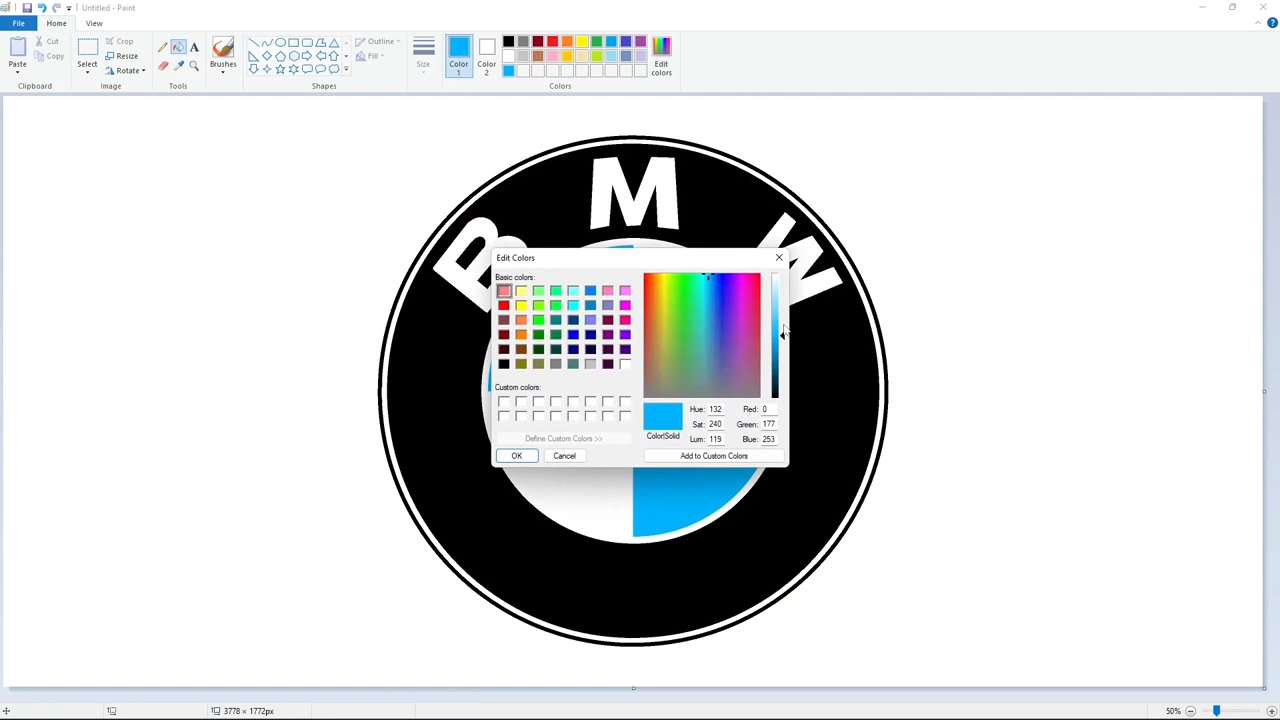 Untitled - Paint
File
Home
View
Paste
Cut
Copy
Clipboard
Select
Crop
Resize
Rotate
Image
A
Tools
Brushes
Outline
Fill
Shapes
Size
Color
1
Color
2
Edit
colors
Colors
B M W
Edit Colors
Basic colors:
Custom colors:
Define Custom Colors >>
OK
Cancel
Color|Solid
Hue: 132
Sat: 240
Lum: 119
Red: 0
Green: 177
Blue: 253
Add to Custom Colors
3778 × 1772px
50%